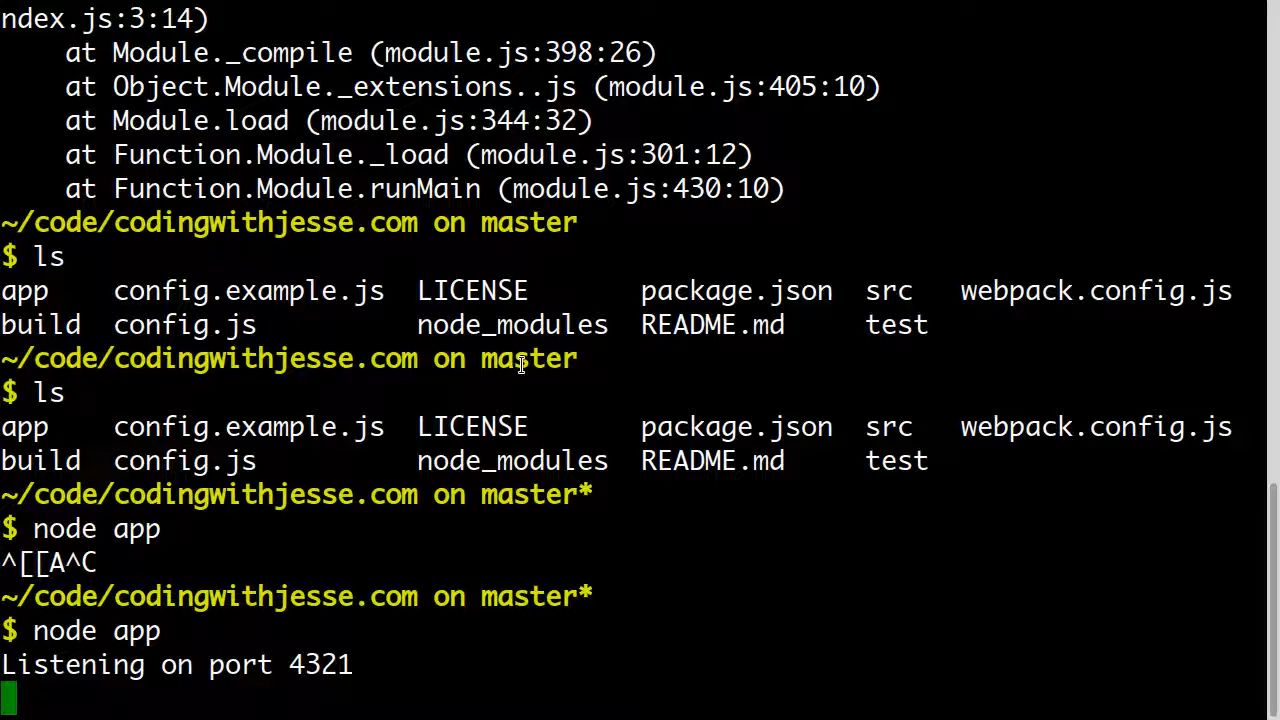 ndex.js:3:14)
    at Module._compile (module.js:398:26)
    at Object.Module._extensions..js (module.js:405:10)
    at Module.load (module.js:344:32)
    at Function.Module._load (module.js:301:12)
    at Function.Module.runMain (module.js:430:10)
~/code/codingwithjesse.com on master
$ ls
app    config.example.js  LICENSE       package.json  src   webpack.config.js
build  config.js          node_modules  README.md     test
~/code/codingwithjesse.com on master
$ ls
app    config.example.js  LICENSE       package.json  src   webpack.config.js
build  config.js          node_modules  README.md     test
~/code/codingwithjesse.com on master*
$ node app
^[[A^C
~/code/codingwithjesse.com on master*
$ node app
Listening on port 4321